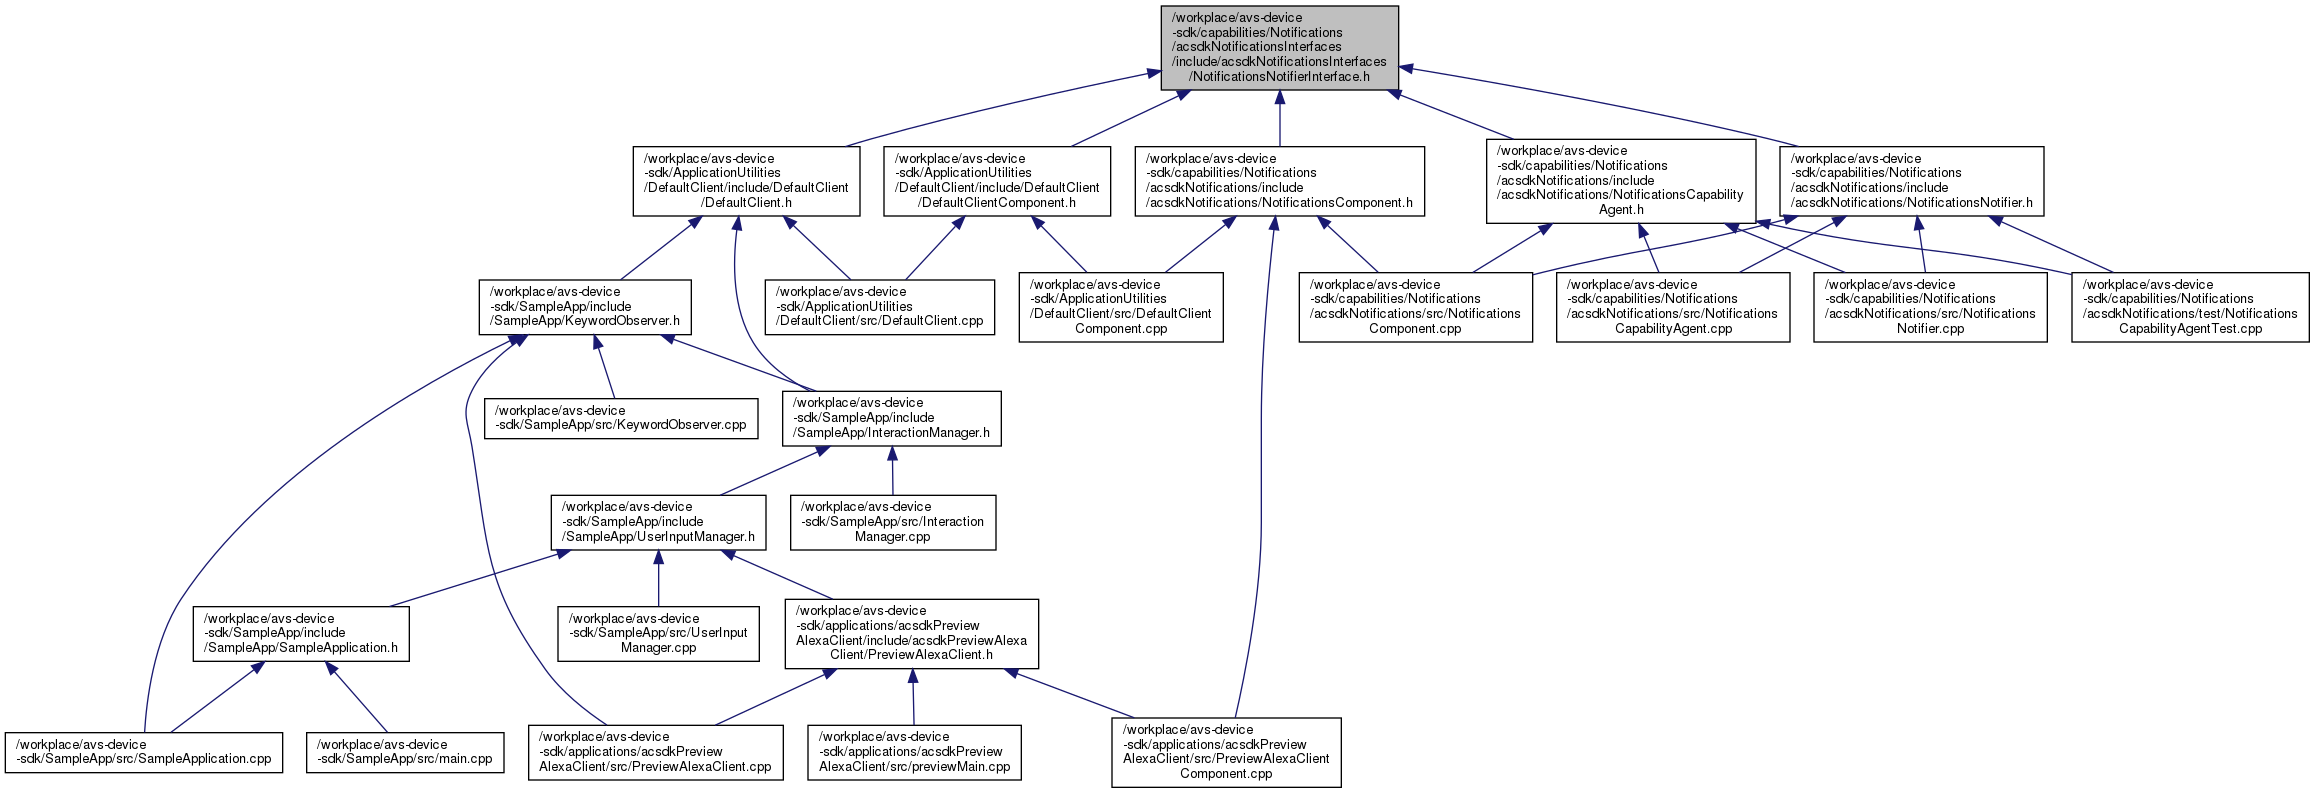 /workplace/avs-device
-sdk/capabilities/Notifications
/acsdkNotificationsInterfaces
/include/acsdkNotificationsInterfaces
/NotificationsNotifierInterface.h
/workplace/avs-device
-sdk/ApplicationUtilities
/DefaultClient/include/DefaultClient
/DefaultClient.h
/workplace/avs-device
-sdk/ApplicationUtilities
/DefaultClient/include/DefaultClient
/DefaultClientComponent.h
/workplace/avs-device
-sdk/capabilities/Notifications
/acsdkNotifications/include
/acsdkNotifications/NotificationsComponent.h
/workplace/avs-device
-sdk/capabilities/Notifications
/acsdkNotifications/include
/acsdkNotifications/NotificationsCapability
Agent.h
/workplace/avs-device
-sdk/capabilities/Notifications
/acsdkNotifications/include
/acsdkNotifications/NotificationsNotifier.h
/workplace/avs-device
-sdk/SampleApp/include
/SampleApp/KeywordObserver.h
/workplace/avs-device
-sdk/ApplicationUtilities
/DefaultClient/src/DefaultClient.cpp
/workplace/avs-device
-sdk/ApplicationUtilities
/DefaultClient/src/DefaultClient
Component.cpp
/workplace/avs-device
-sdk/capabilities/Notifications
/acsdkNotifications/src/Notifications
Component.cpp
/workplace/avs-device
-sdk/capabilities/Notifications
/acsdkNotifications/src/Notifications
CapabilityAgent.cpp
/workplace/avs-device
-sdk/capabilities/Notifications
/acsdkNotifications/src/Notifications
Notifier.cpp
/workplace/avs-device
-sdk/capabilities/Notifications
/acsdkNotifications/test/Notifications
CapabilityAgentTest.cpp
/workplace/avs-device
-sdk/SampleApp/src/KeywordObserver.cpp
/workplace/avs-device
-sdk/SampleApp/include
/SampleApp/InteractionManager.h
/workplace/avs-device
-sdk/SampleApp/include
/SampleApp/UserInputManager.h
/workplace/avs-device
-sdk/SampleApp/src/Interaction
Manager.cpp
/workplace/avs-device
-sdk/SampleApp/include
/SampleApp/SampleApplication.h
/workplace/avs-device
-sdk/SampleApp/src/UserInput
Manager.cpp
/workplace/avs-device
-sdk/applications/acsdkPreview
AlexaClient/include/acsdkPreviewAlexa
Client/PreviewAlexaClient.h
/workplace/avs-device
-sdk/SampleApp/src/SampleApplication.cpp
/workplace/avs-device
-sdk/SampleApp/src/main.cpp
/workplace/avs-device
-sdk/applications/acsdkPreview
AlexaClient/src/PreviewAlexaClient.cpp
/workplace/avs-device
-sdk/applications/acsdkPreview
AlexaClient/src/previewMain.cpp
/workplace/avs-device
-sdk/applications/acsdkPreview
AlexaClient/src/PreviewAlexaClient
Component.cpp